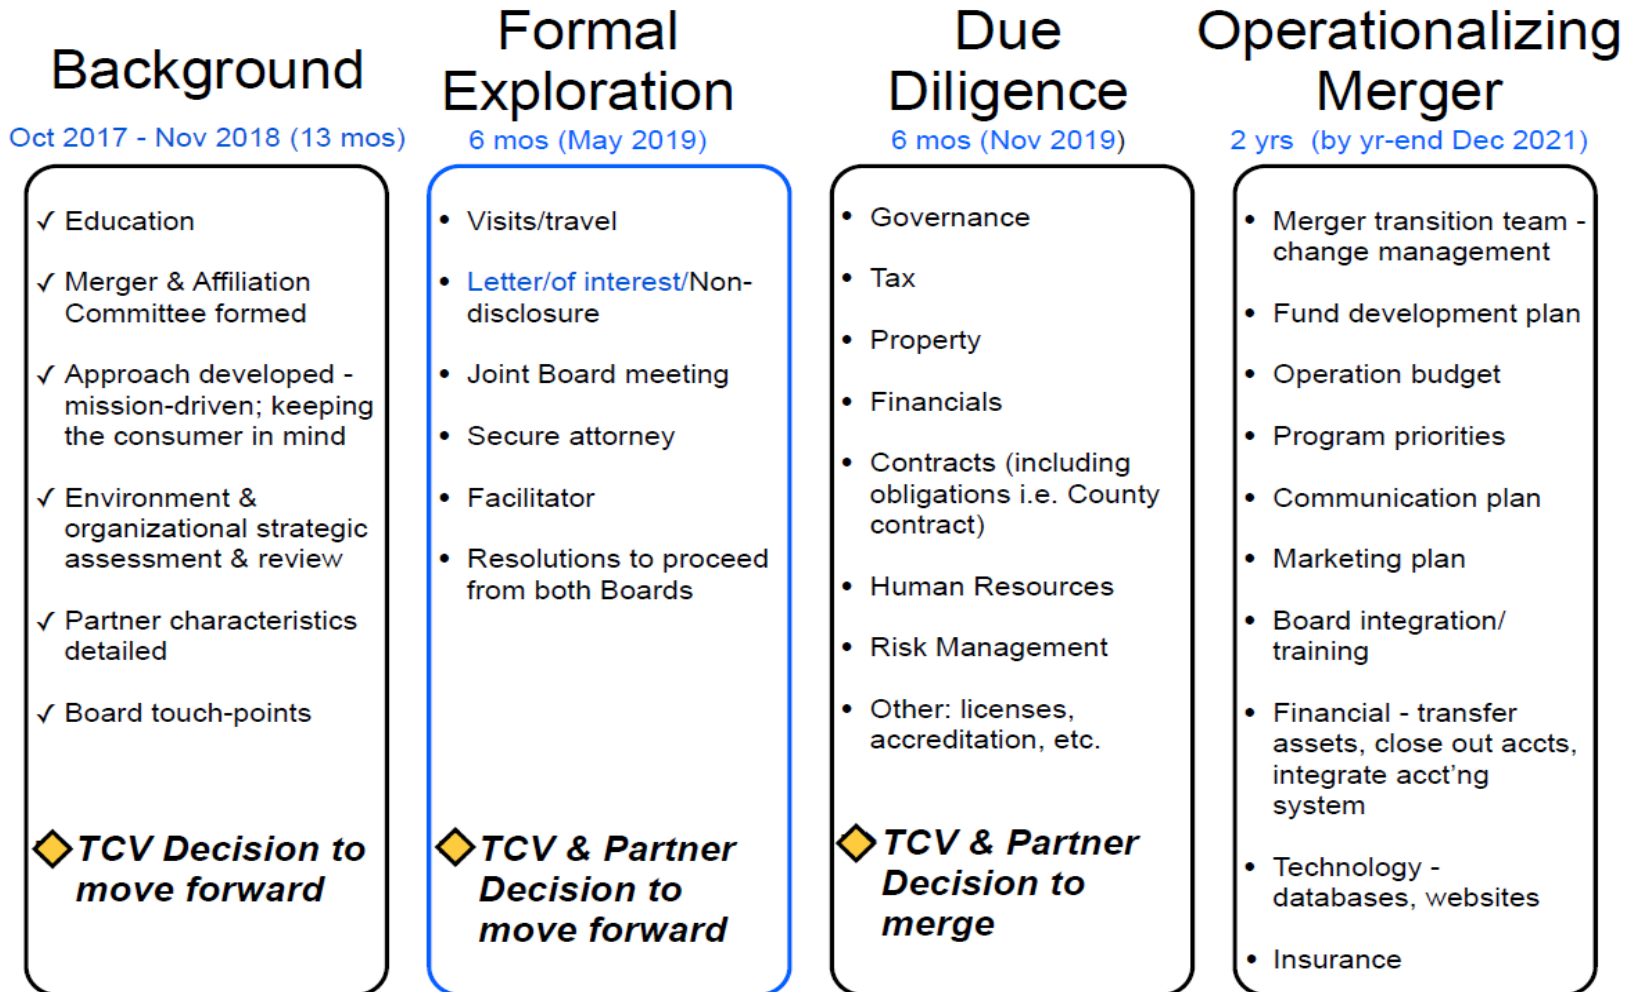 Background
Oct 2017 - Nov 2018 (13 mos)
✓ Education
✓ Merger & Affiliation
Committee formed
✓ Approach developed -
mission-driven; keeping
the consumer in mind
✓ Environment &
organizational strategic
assessment & review
✓ Partner characteristics
detailed
✓ Board touch-points
TCV Decision to
move forward
Formal
Exploration
6 mos (May 2019)
• Visits/travel
• Letter/of interest/Non-
disclosure
• Joint Board meeting
• Secure attorney
• Facilitator
• Resolutions to proceed
from both Boards
TCV & Partner
Decision to
move forward
Due
Diligence
6 mos (Nov 2019)
• Governance
• Tax
• Property
• Financials
• Contracts (including
obligations i.e. County
contract)
• Human Resources
• Risk Management
• Other: licenses,
accreditation, etc.
TCV & Partner
Decision to
merge
Operationalizing
Merger
2 yrs (by yr-end Dec 2021)
• Merger transition team -
change management
• Fund development plan
• Operation budget
• Program priorities
• Communication plan
• Marketing plan
• Board integration/
training
• Financial - transfer
assets, close out accts,
integrate acct'ng
system
• Technology -
databases, websites
• Insurance